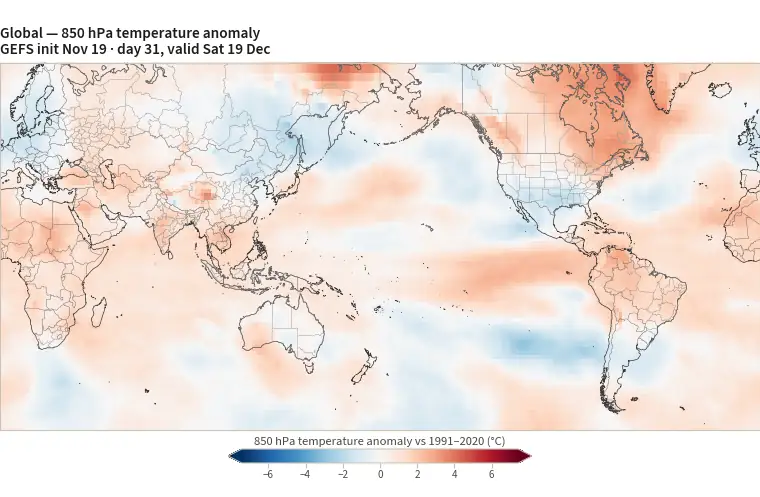 Global — 850 hPa temperature anomaly
GEFS init Nov 19 · day 31, valid Sat 19 Dec
850 hPa temperature anomaly vs 1991–2020 (°C)
−6 −4 −2 0 2 4 6